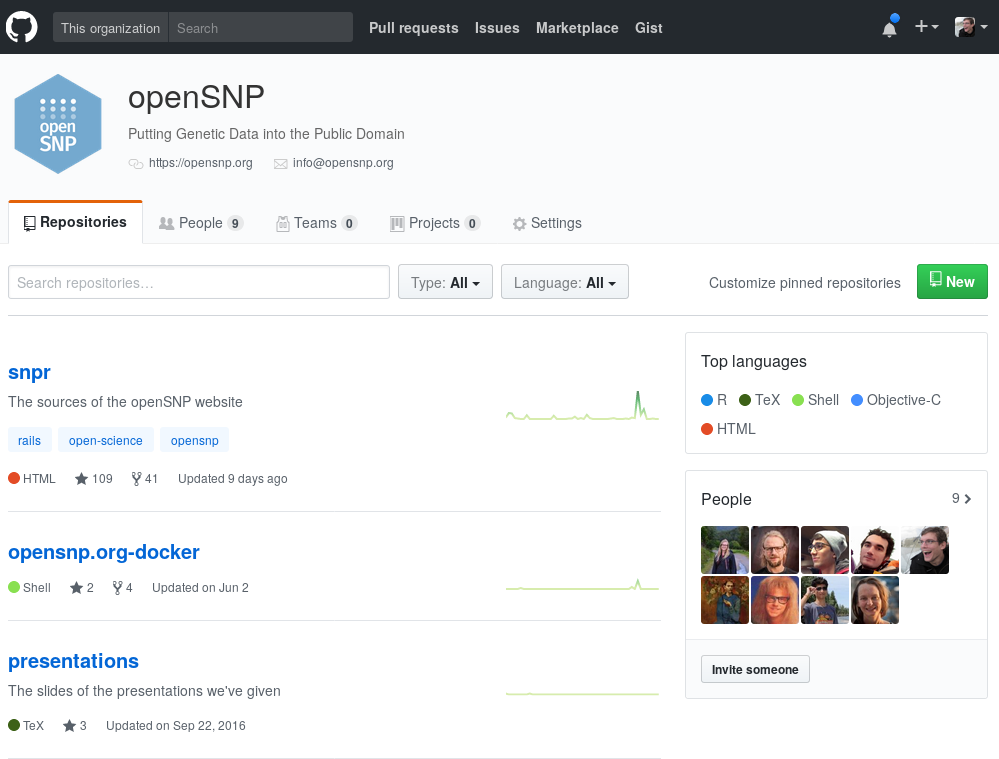 This organization Search Pull requests Issues Marketplace Gist
open
SNP
openSNP
Putting Genetic Data into the Public Domain
https://opensnp.org info@opensnp.org
Repositories People 9 Teams 0 Projects 0 Settings
Search repositories… Type: All Language: All Customize pinned repositories New
snpr
The sources of the openSNP website
rails open-science opensnp
HTML 109 41 Updated 9 days ago
opensnp.org-docker
Shell 2 4 Updated on Jun 2
presentations
The slides of the presentations we've given
TeX 3 Updated on Sep 22, 2016
Top languages
R TeX Shell Objective-C
HTML
People 9
Invite someone